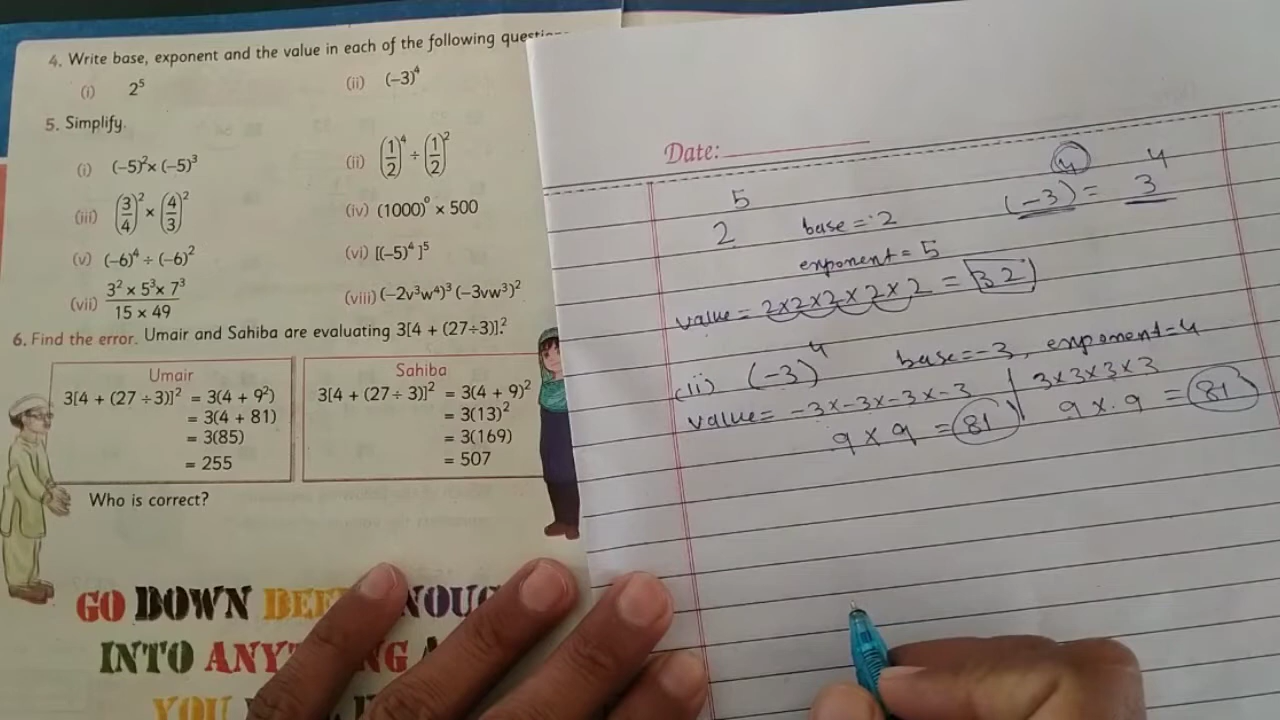 4. Write base, exponent and the value in each of the following
(i) 2⁵ (ii) (−3)⁴
5. Simplify.
(i) (−5)² × (−5)³ (ii) (1/2)⁴ ÷ (1/2)²
(iii) (3/4)² × (4/3)² (iv) (1000)⁰ × 500
(v) (−6)⁴ ÷ (−6)² (vi) [(−5)⁴]⁵
(vii) 3² × 5³ × 7³ / 15 × 49 (viii) (−2v³w⁴)³ (−3vw³)²
6. Find the error. Umair and Sahiba are evaluating 3[4 + (27÷3)]²
Umair
3[4 + (27 ÷3)]² = 3(4 + 9²)
= 3(4 + 81)
= 3(85)
= 255
Sahiba
3[4 + (27÷ 3)]² = 3(4 + 9)²
= 3(13)²
= 3(169)
= 507
Who is correct?
GO DOWN
INTO
YOU
Date:
2⁵ base = 2 (−3)⁴ = 3⁴
exponent = 5
value = 2×2×2×2×2 = 32
(ii) (−3)⁴ base = −3, exponent = 4
value = −3×−3×−3×−3 3×3×3×3
9 × 9 = 81 9 × 9 = 81